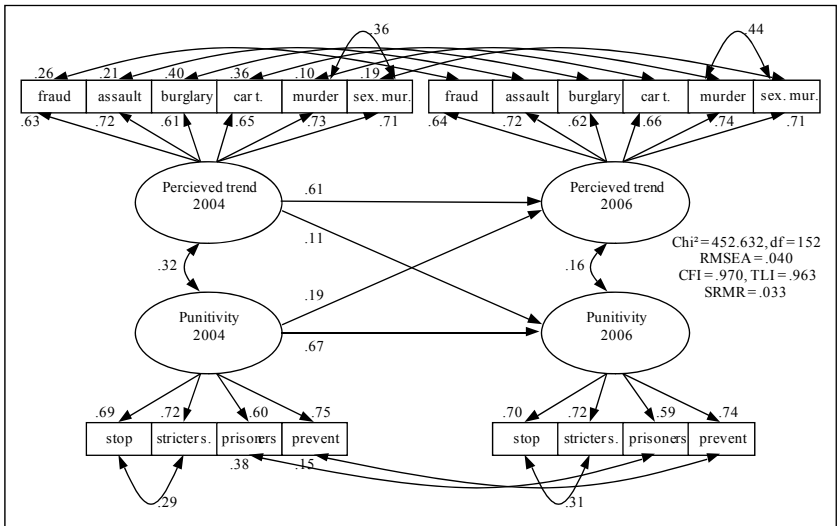 .36 .44
.26 .21 .40 .36 .10 .19
fraud assault burglary car t. murder sex. mur. fraud assault burglary car t. murder sex. mur.
.63 .72 .61 .65 .73 .71 .64 .72 .62 .66 .74 .71
Percieved trend
2004
Percieved trend
2006
.61
.11
.32
.16
.19
.67
Chi² = 452.632, df = 152
RMSEA = .040
CFI = .970, TLI = .963
SRMR = .033
Punitivity
2004
Punitivity
2006
.69 .72 .60 .75 .70 .72 .59 .74
stop stricter s. prisoners prevent stop stricter s. prisoners prevent
.38 .15
.29 .31